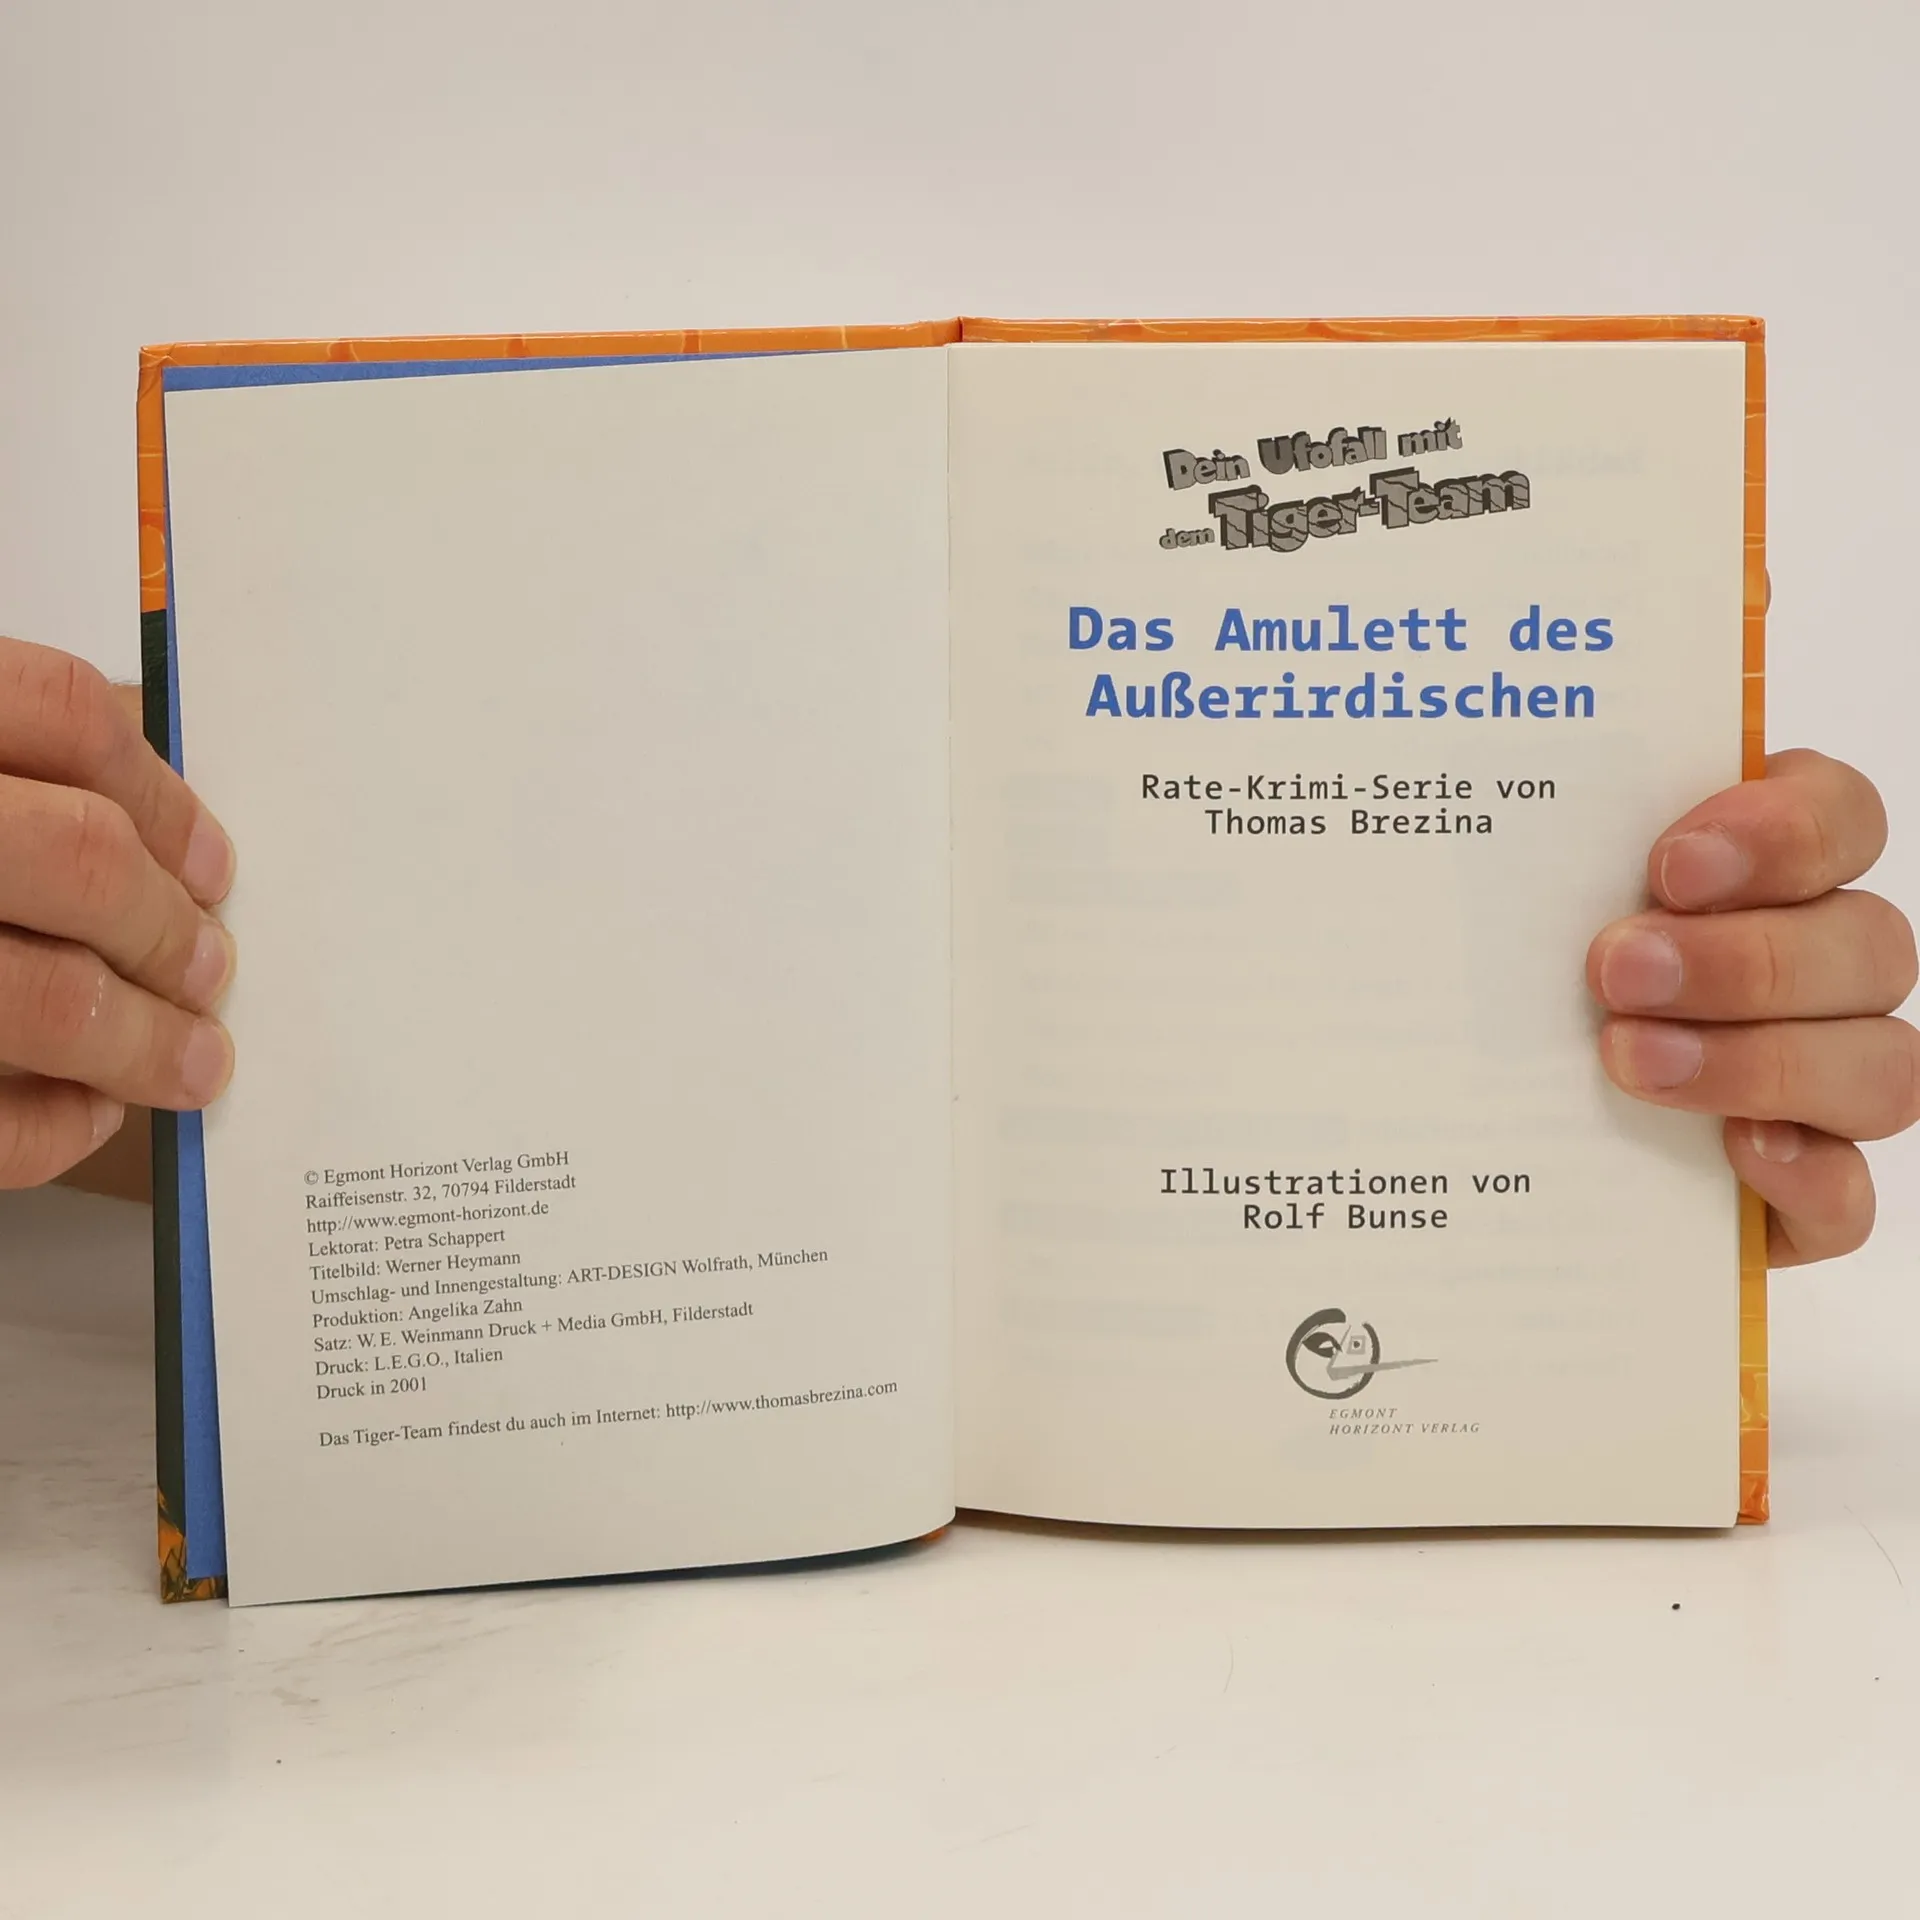 © Egmont Horizont Verlag GmbH
Raiffeisenstr. 32, 70794 Filderstadt
http://www.egmont-horizont.de
Lektorat: Petra Schappert
Titelbild: Werner Heymann
Umschlag- und Innengestaltung: ART-DESIGN Wolfrath, München
Produktion: Angelika Zahn
Satz: W. E. Weinmann Druck + Media GmbH, Filderstadt
Druck: L.E.G.O., Italien
Druck in 2001
Das Tiger-Team findest du auch im Internet: http://www.thomasbrezina.com
Dein Ufofall mit
dem Tiger-Team
Das Amulett des
Außerirdischen
Rate-Krimi-Serie von
Thomas Brezina
Illustrationen von
Rolf Bunse
EGMONT
HORIZONT VERLAG